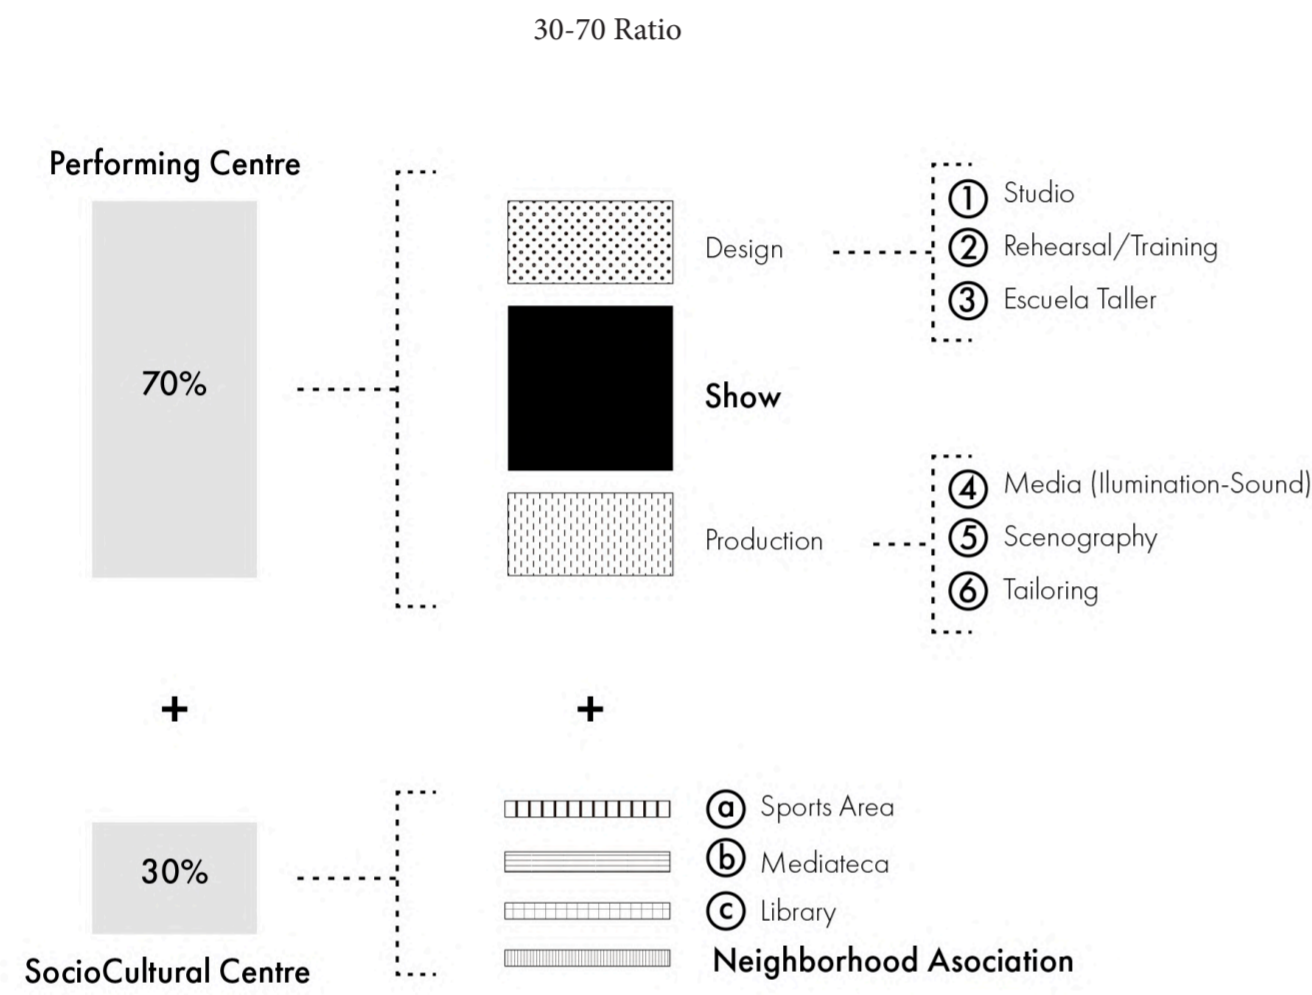 30-70 Ratio
Performing Centre
70%
Design
1 Studio
2 Rehearsal/Training
3 Escuela Taller
Show
Production
4 Media (Ilumination-Sound)
5 Scenography
6 Tailoring
+
+
30%
SocioCultural Centre
a Sports Area
b Mediateca
c Library
Neighborhood Asociation